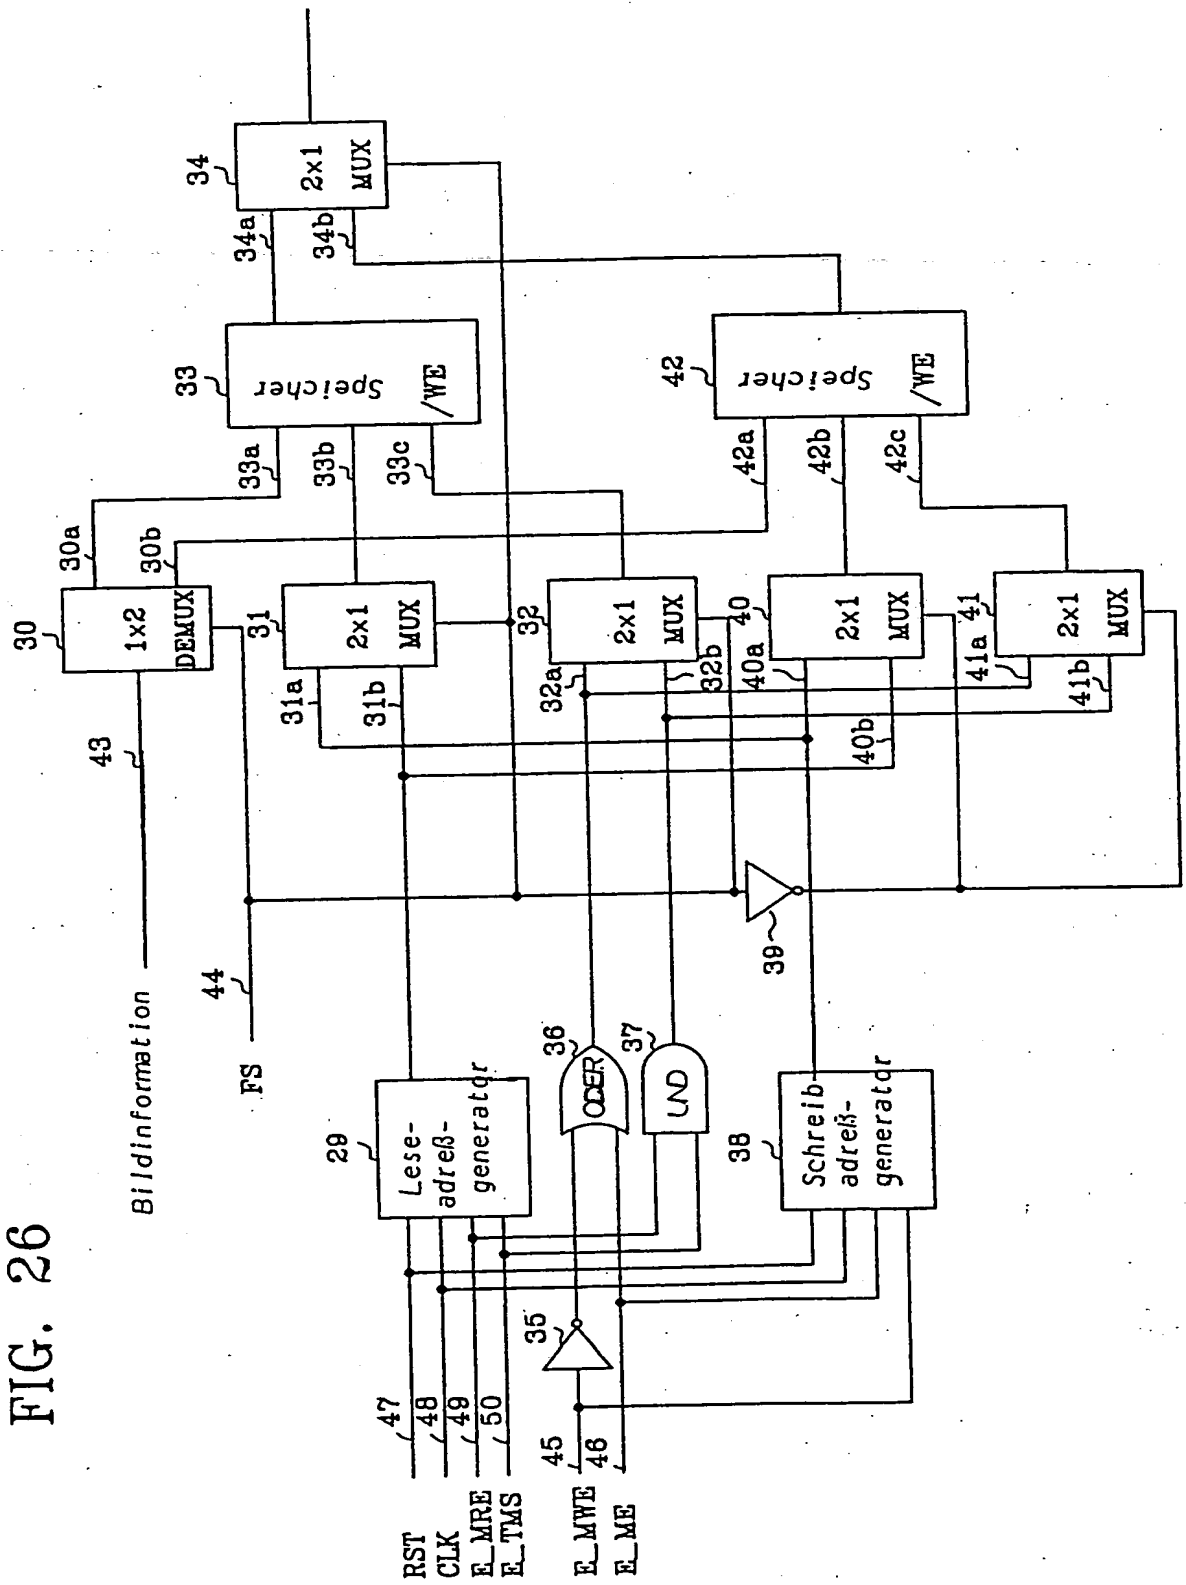 FIG. 26
Bildinformation
43
44
FS
30
1x2
DEMUX
30a
30b
29
Lese-
adreß-
generator
31
31a
31b
2x1
MUX
33
33a
33b
33c
Speicher
/WE
34
34a
34b
2x1
MUX
47
48
49
50
RST
CLK
E_MRE
E_TMS
45
46
E_MWE
E_ME
35
36
ODER
37
UND
32
32a
32b
2x1
MUX
38
Schreib
adreß-
generator
39
40
40a
40b
2x1
MUX
41
41a
41b
2x1
MUX
42
42a
42b
42c
Speicher
/WE